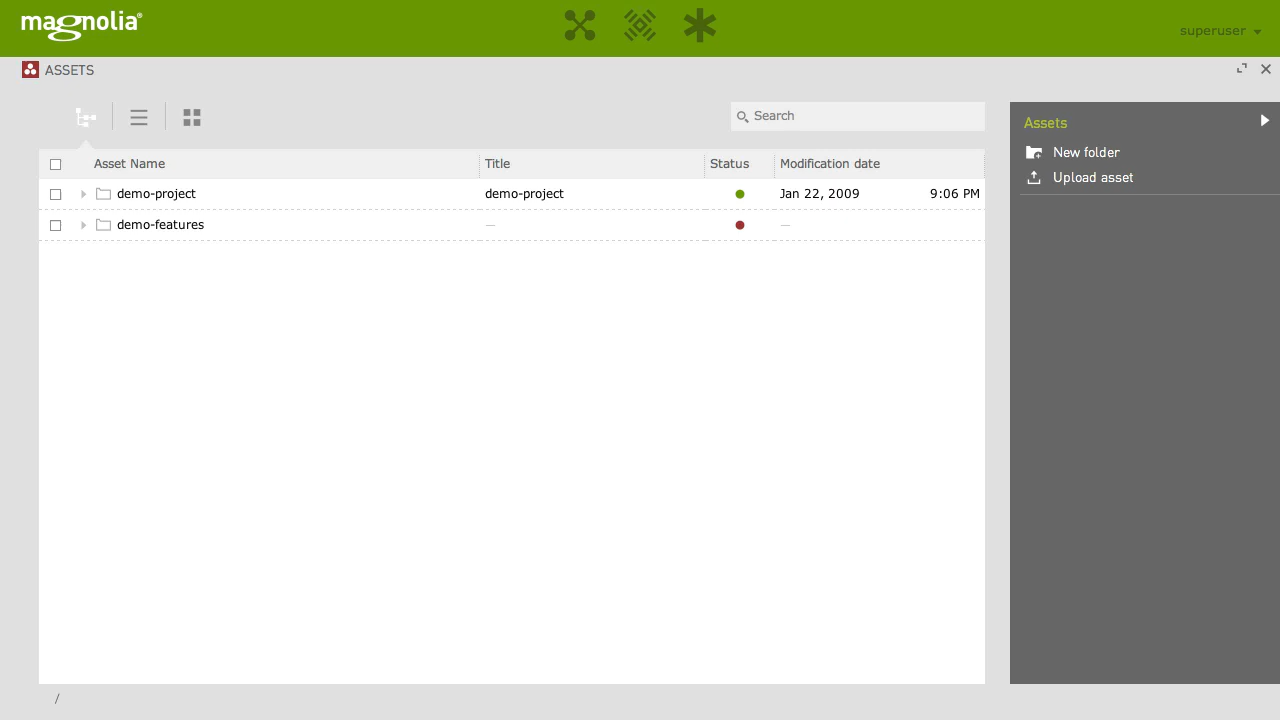 magnolia®
superuser
ASSETS
Search
Assets
New folder
Upload asset
Asset Name Title Status Modification date
demo-project demo-project Jan 22, 2009 9:06 PM
demo-features — —
/